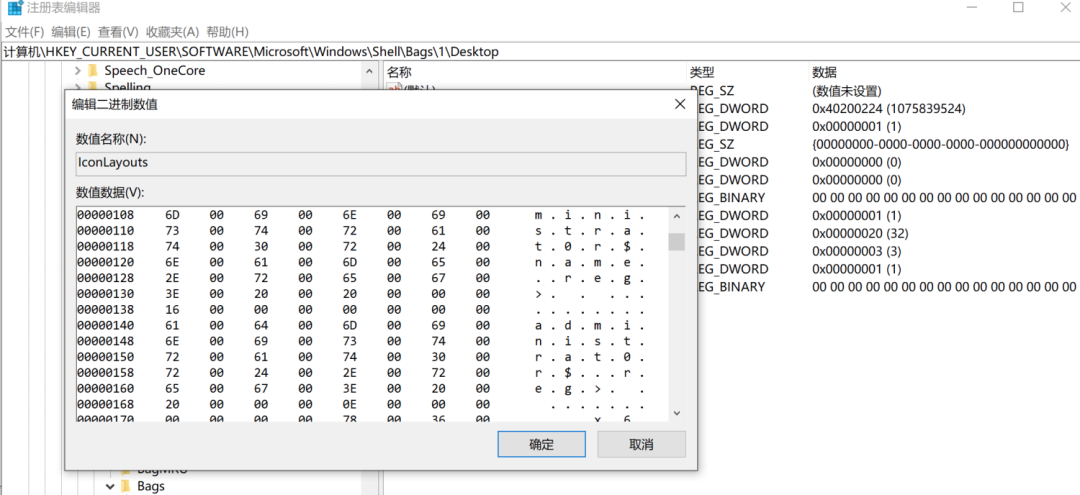 注册表编辑器
文件(F) 编辑(E) 查看(V) 收藏夹(A) 帮助(H)
计算机\HKEY_CURRENT_USER\SOFTWARE\Microsoft\Windows\Shell\Bags\1\Desktop
Speech_OneCore
Spelling
名称 类型 数据
ab (默认) REG_SZ (数值未设置)
REG_DWORD 0x40200224 (1075839524)
REG_DWORD 0x00000001 (1)
REG_SZ {00000000-0000-0000-0000-000000000000}
REG_DWORD 0x00000000 (0)
REG_DWORD 0x00000000 (0)
REG_BINARY 00 00 00 00 00 00 00 00 00 00 00 00 00 00 00
REG_DWORD 0x00000001 (1)
REG_DWORD 0x00000020 (32)
REG_DWORD 0x00000003 (3)
REG_DWORD 0x00000001 (1)
REG_BINARY 00 00 00 00 00 00 00 00 00 00 00 00 00 00 00
编辑二进制数值
数值名称(N):
IconLayouts
数值数据(V):
00000108 6D 00 69 00 6E 00 69 00 m . i . n . i .
00000110 73 00 74 00 72 00 61 00 s . t . r . a .
00000118 74 00 30 00 72 00 24 00 t . 0 . r . $ .
00000120 6E 00 61 00 6D 00 65 00 n . a . m . e .
00000128 2E 00 72 00 65 00 67 00 . . r . e . g .
00000130 3E 00 20 00 20 00 00 00 > .   .   . . .
00000138 16 00 00 00 00 00 00 00 . . . . . . . .
00000140 61 00 64 00 6D 00 69 00 a . d . m . i .
00000148 6E 00 69 00 73 00 74 00 n . i . s . t .
00000150 72 00 61 00 74 00 30 00 r . a . t . 0 .
00000158 72 00 24 00 2E 00 72 00 r . $ . . . r .
00000160 65 00 67 00 3E 00 20 00 e . g . > .   .
00000168 20 00 00 00 0E 00 00 00   . . . . . . .
00000170 00 00 00 00 78 00 36 00 x 6
确定 取消
BagMRU
Bags